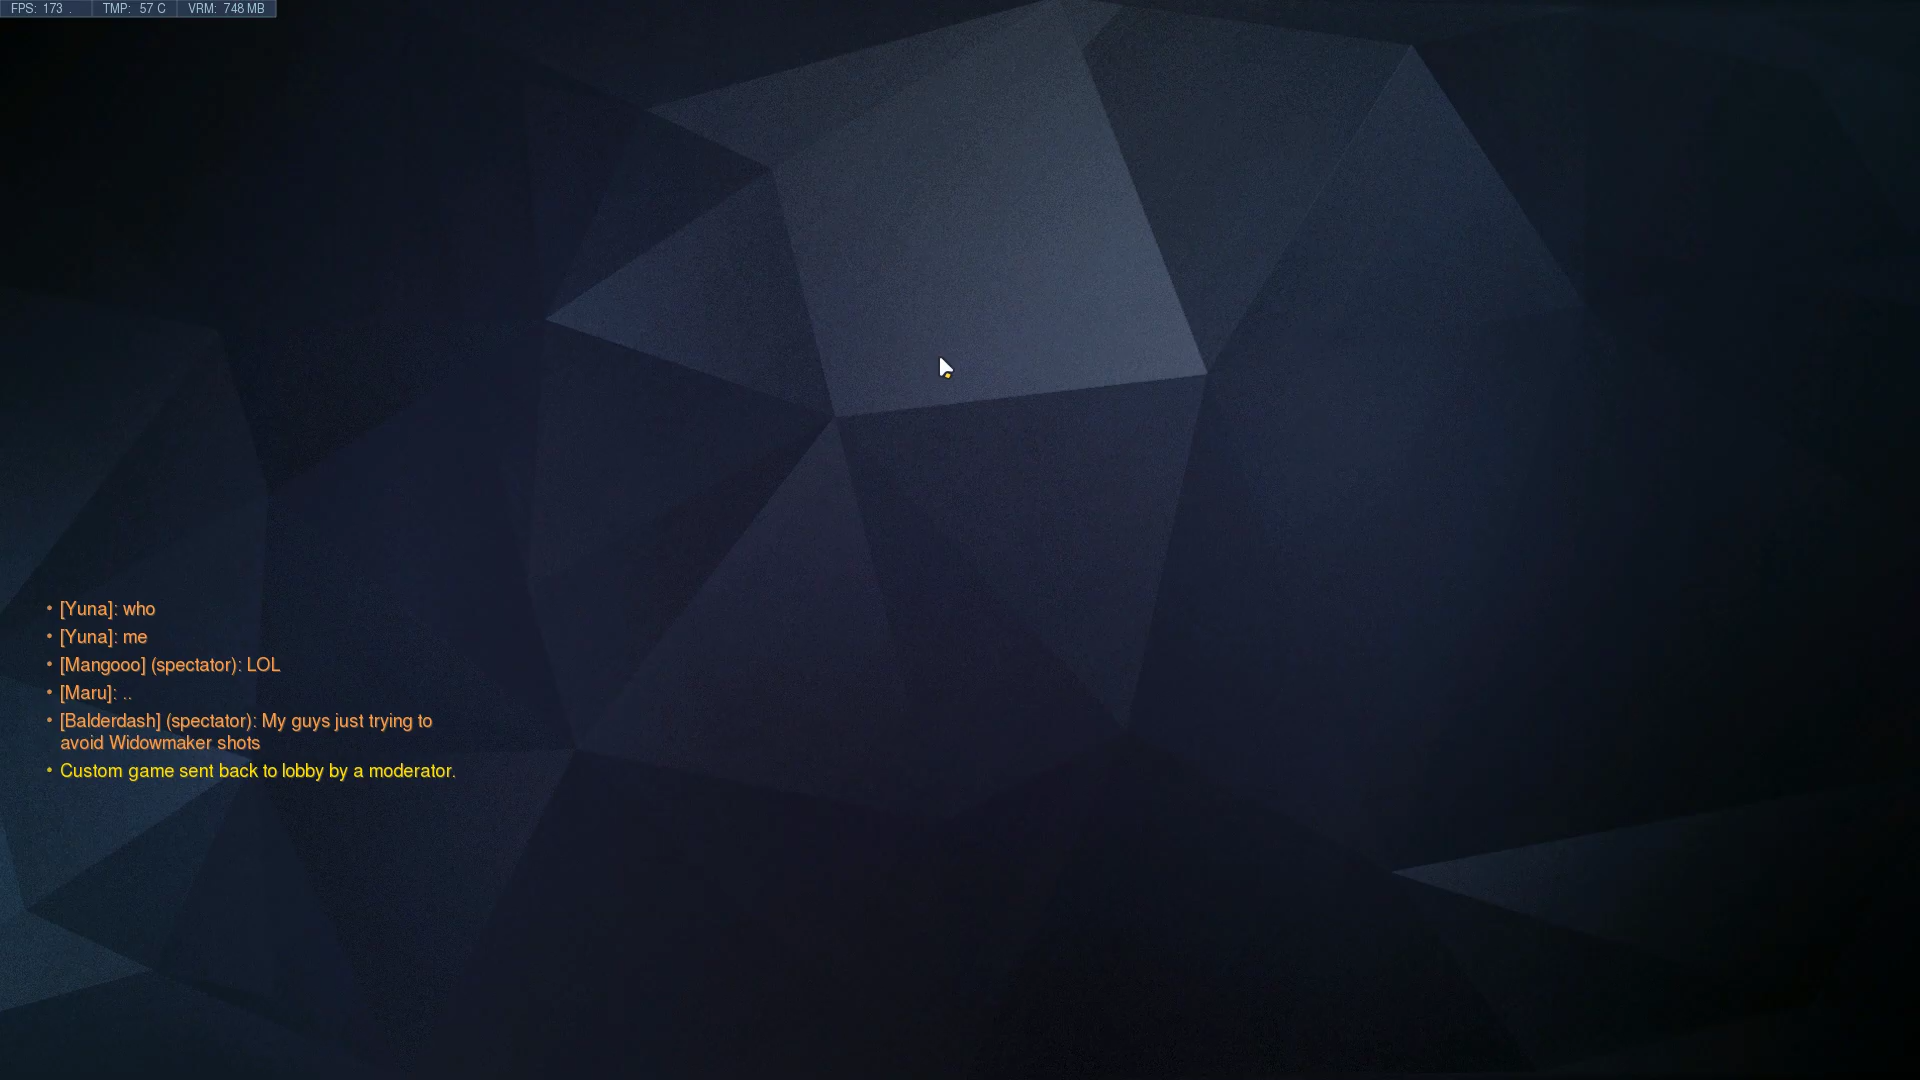 FPS: 173 . TMP: 57 C VRM: 748 MB
• [Yuna]: who
• [Yuna]: me
• [Mangooo] (spectator): LOL
• [Maru]: ..
• [Balderdash] (spectator): My guys just trying to
avoid Widowmaker shots
• Custom game sent back to lobby by a moderator.